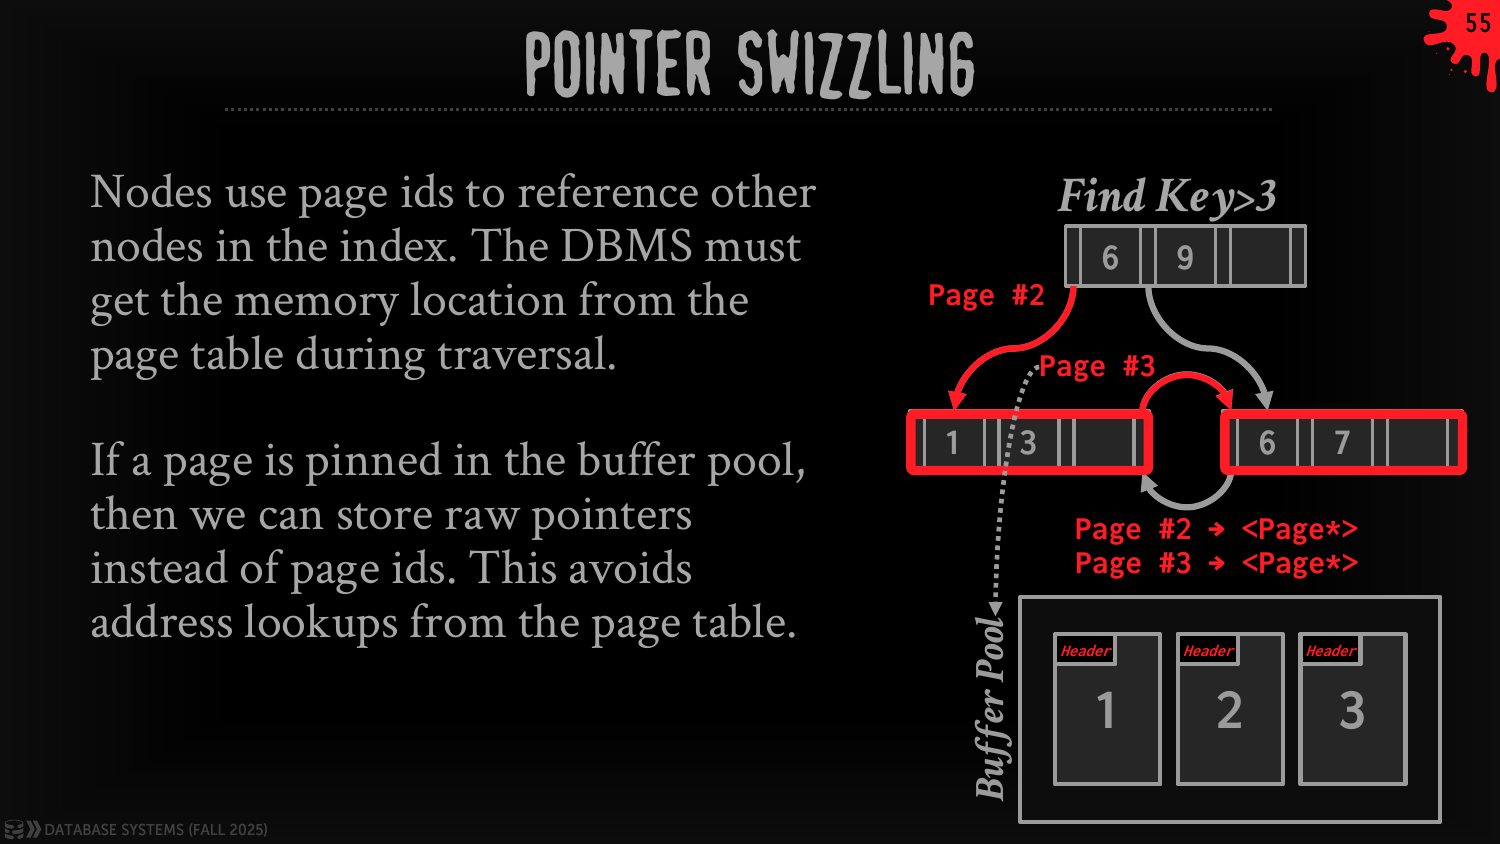 55
POINTER SWIZZLING
Nodes use page ids to reference other
nodes in the index. The DBMS must
get the memory location from the
page table during traversal.
If a page is pinned in the buffer pool,
then we can store raw pointers
instead of page ids. This avoids
address lookups from the page table.
Find Key>3
6 9
Page #2
Page #3
1 3
6 7
Page #2 → <Page*>
Page #3 → <Page*>
Buffer Pool
Header Header Header
1 2 3
DATABASE SYSTEMS (FALL 2025)